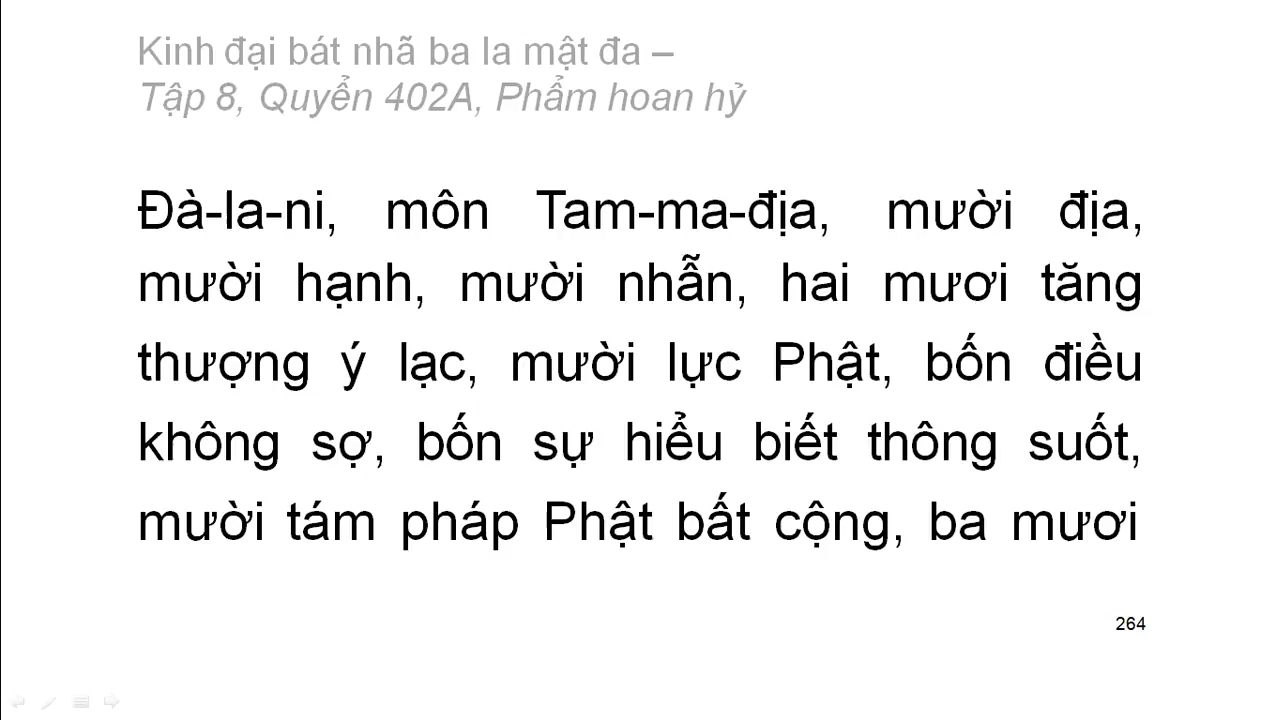 Kinh đại bát nhã ba la mật đa –
Tập 8, Quyển 402A, Phẩm hoan hỷ
Đà-la-ni, môn Tam-ma-địa, mười địa,
mười hạnh, mười nhẫn, hai mươi tăng
thượng ý lạc, mười lực Phật, bốn điều
không sợ, bốn sự hiểu biết thông suốt,
mười tám pháp Phật bất cộng, ba mươi
264